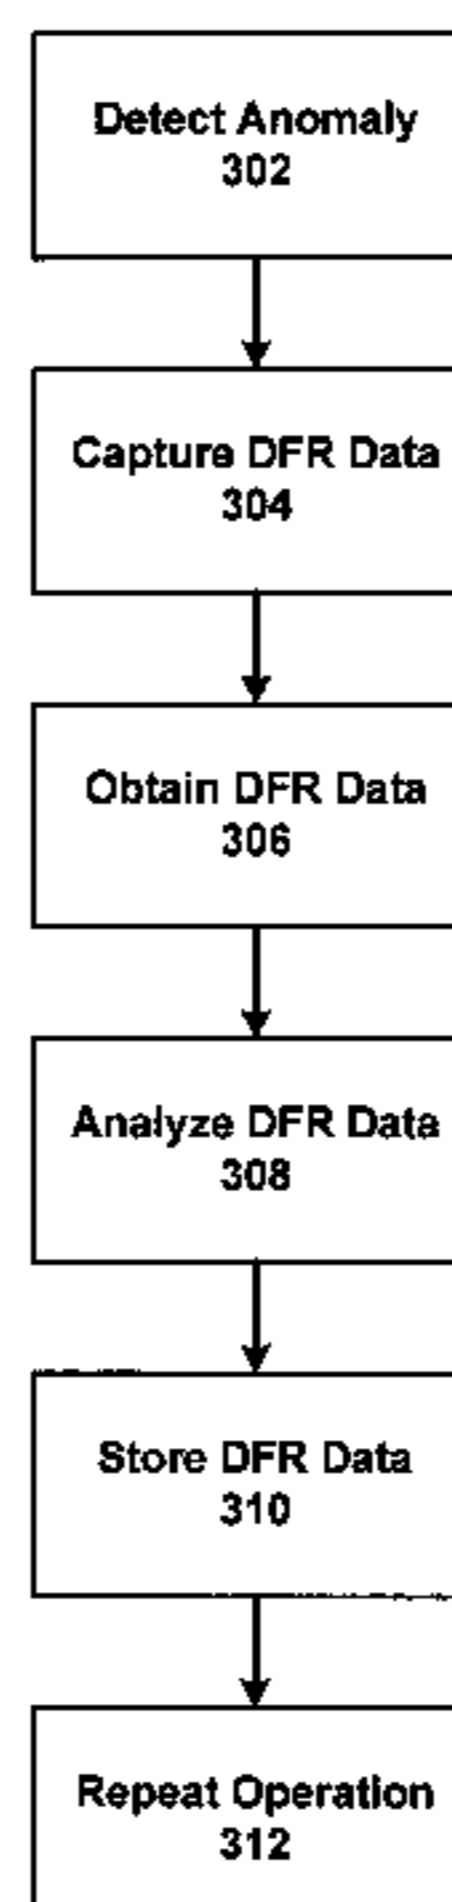 Detect Anomaly
302
Capture DFR Data
304
Obtain DFR Data
306
Analyze DFR Data
308
Store DFR Data
310
Repeat Operation
312